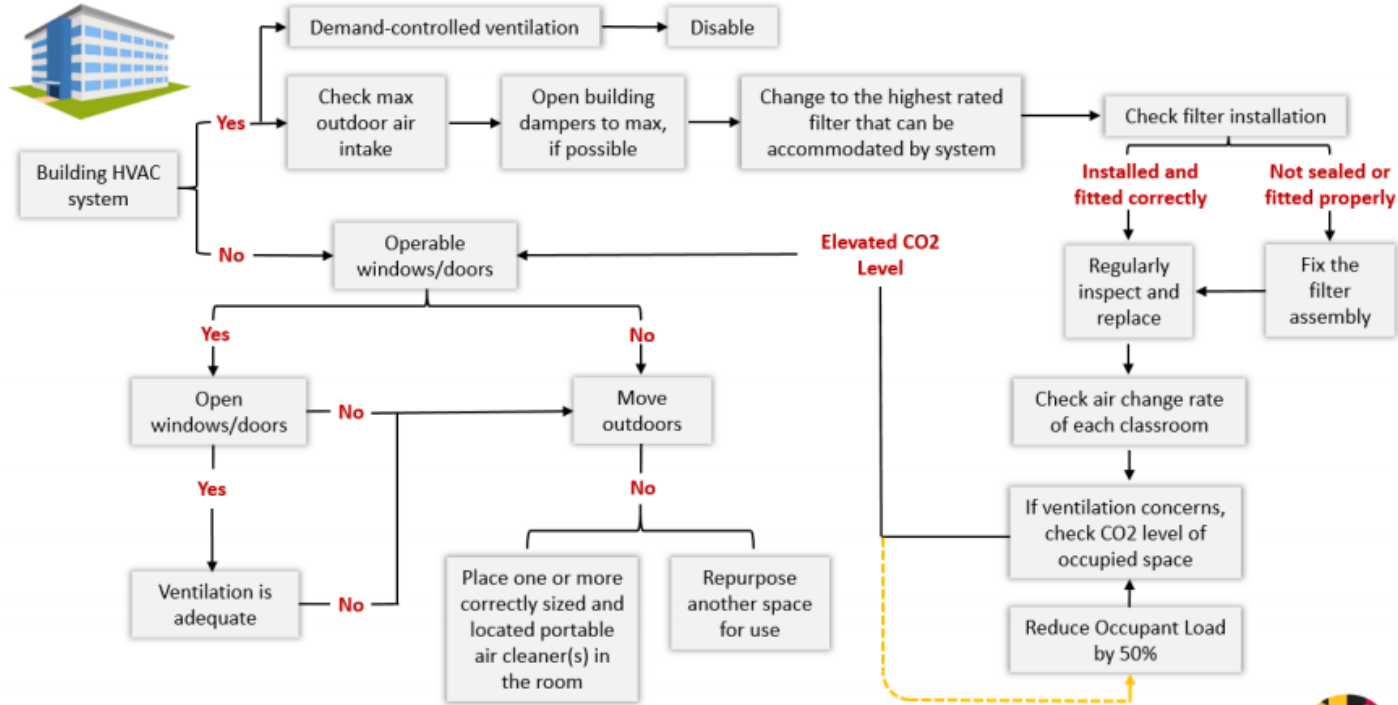 Demand-controlled ventilation
Disable
Building HVAC
system
Yes
Check max
outdoor air
intake
Open building
dampers to max,
if possible
Change to the highest rated
filter that can be
accommodated by system
Check filter installation
Installed and
fitted correctly
Not sealed or
fitted properly
No
Operable
windows/doors
Elevated CO2
Level
Regularly
inspect and
replace
Fix the
filter
assembly
Yes
No
Open
windows/doors
No
Move
outdoors
Check air change rate
of each classroom
Yes
No
If ventilation concerns,
check CO2 level of
occupied space
Ventilation is
adequate
No
Place one or more
correctly sized and
located portable
air cleaner(s) in
the room
Repurpose
another space
for use
Reduce Occupant Load
by 50%